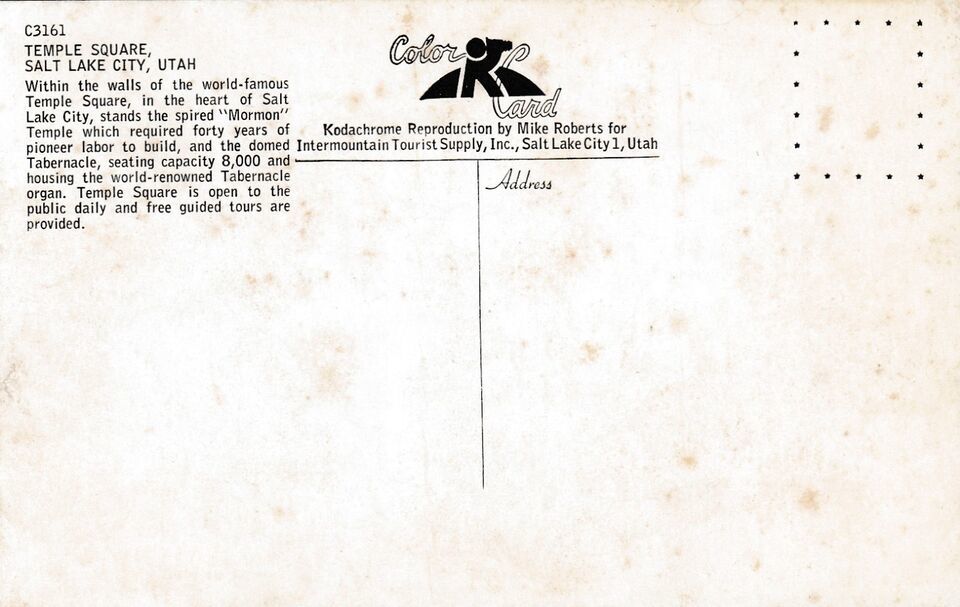 C3161
TEMPLE SQUARE,
SALT LAKE CITY, UTAH
Within the walls of the world-famous
Temple Square, in the heart of Salt
Lake City, stands the spired "Mormon"
Temple which required forty years of
pioneer labor to build, and the domed
Tabernacle, seating capacity 8,000 and
housing the world-renowned Tabernacle
organ. Temple Square is open to the
public daily and free guided tours are
provided.
Color
Card
Kodachrome Reproduction by Mike Roberts for
Intermountain Tourist Supply, Inc., Salt Lake City 1, Utah
Address